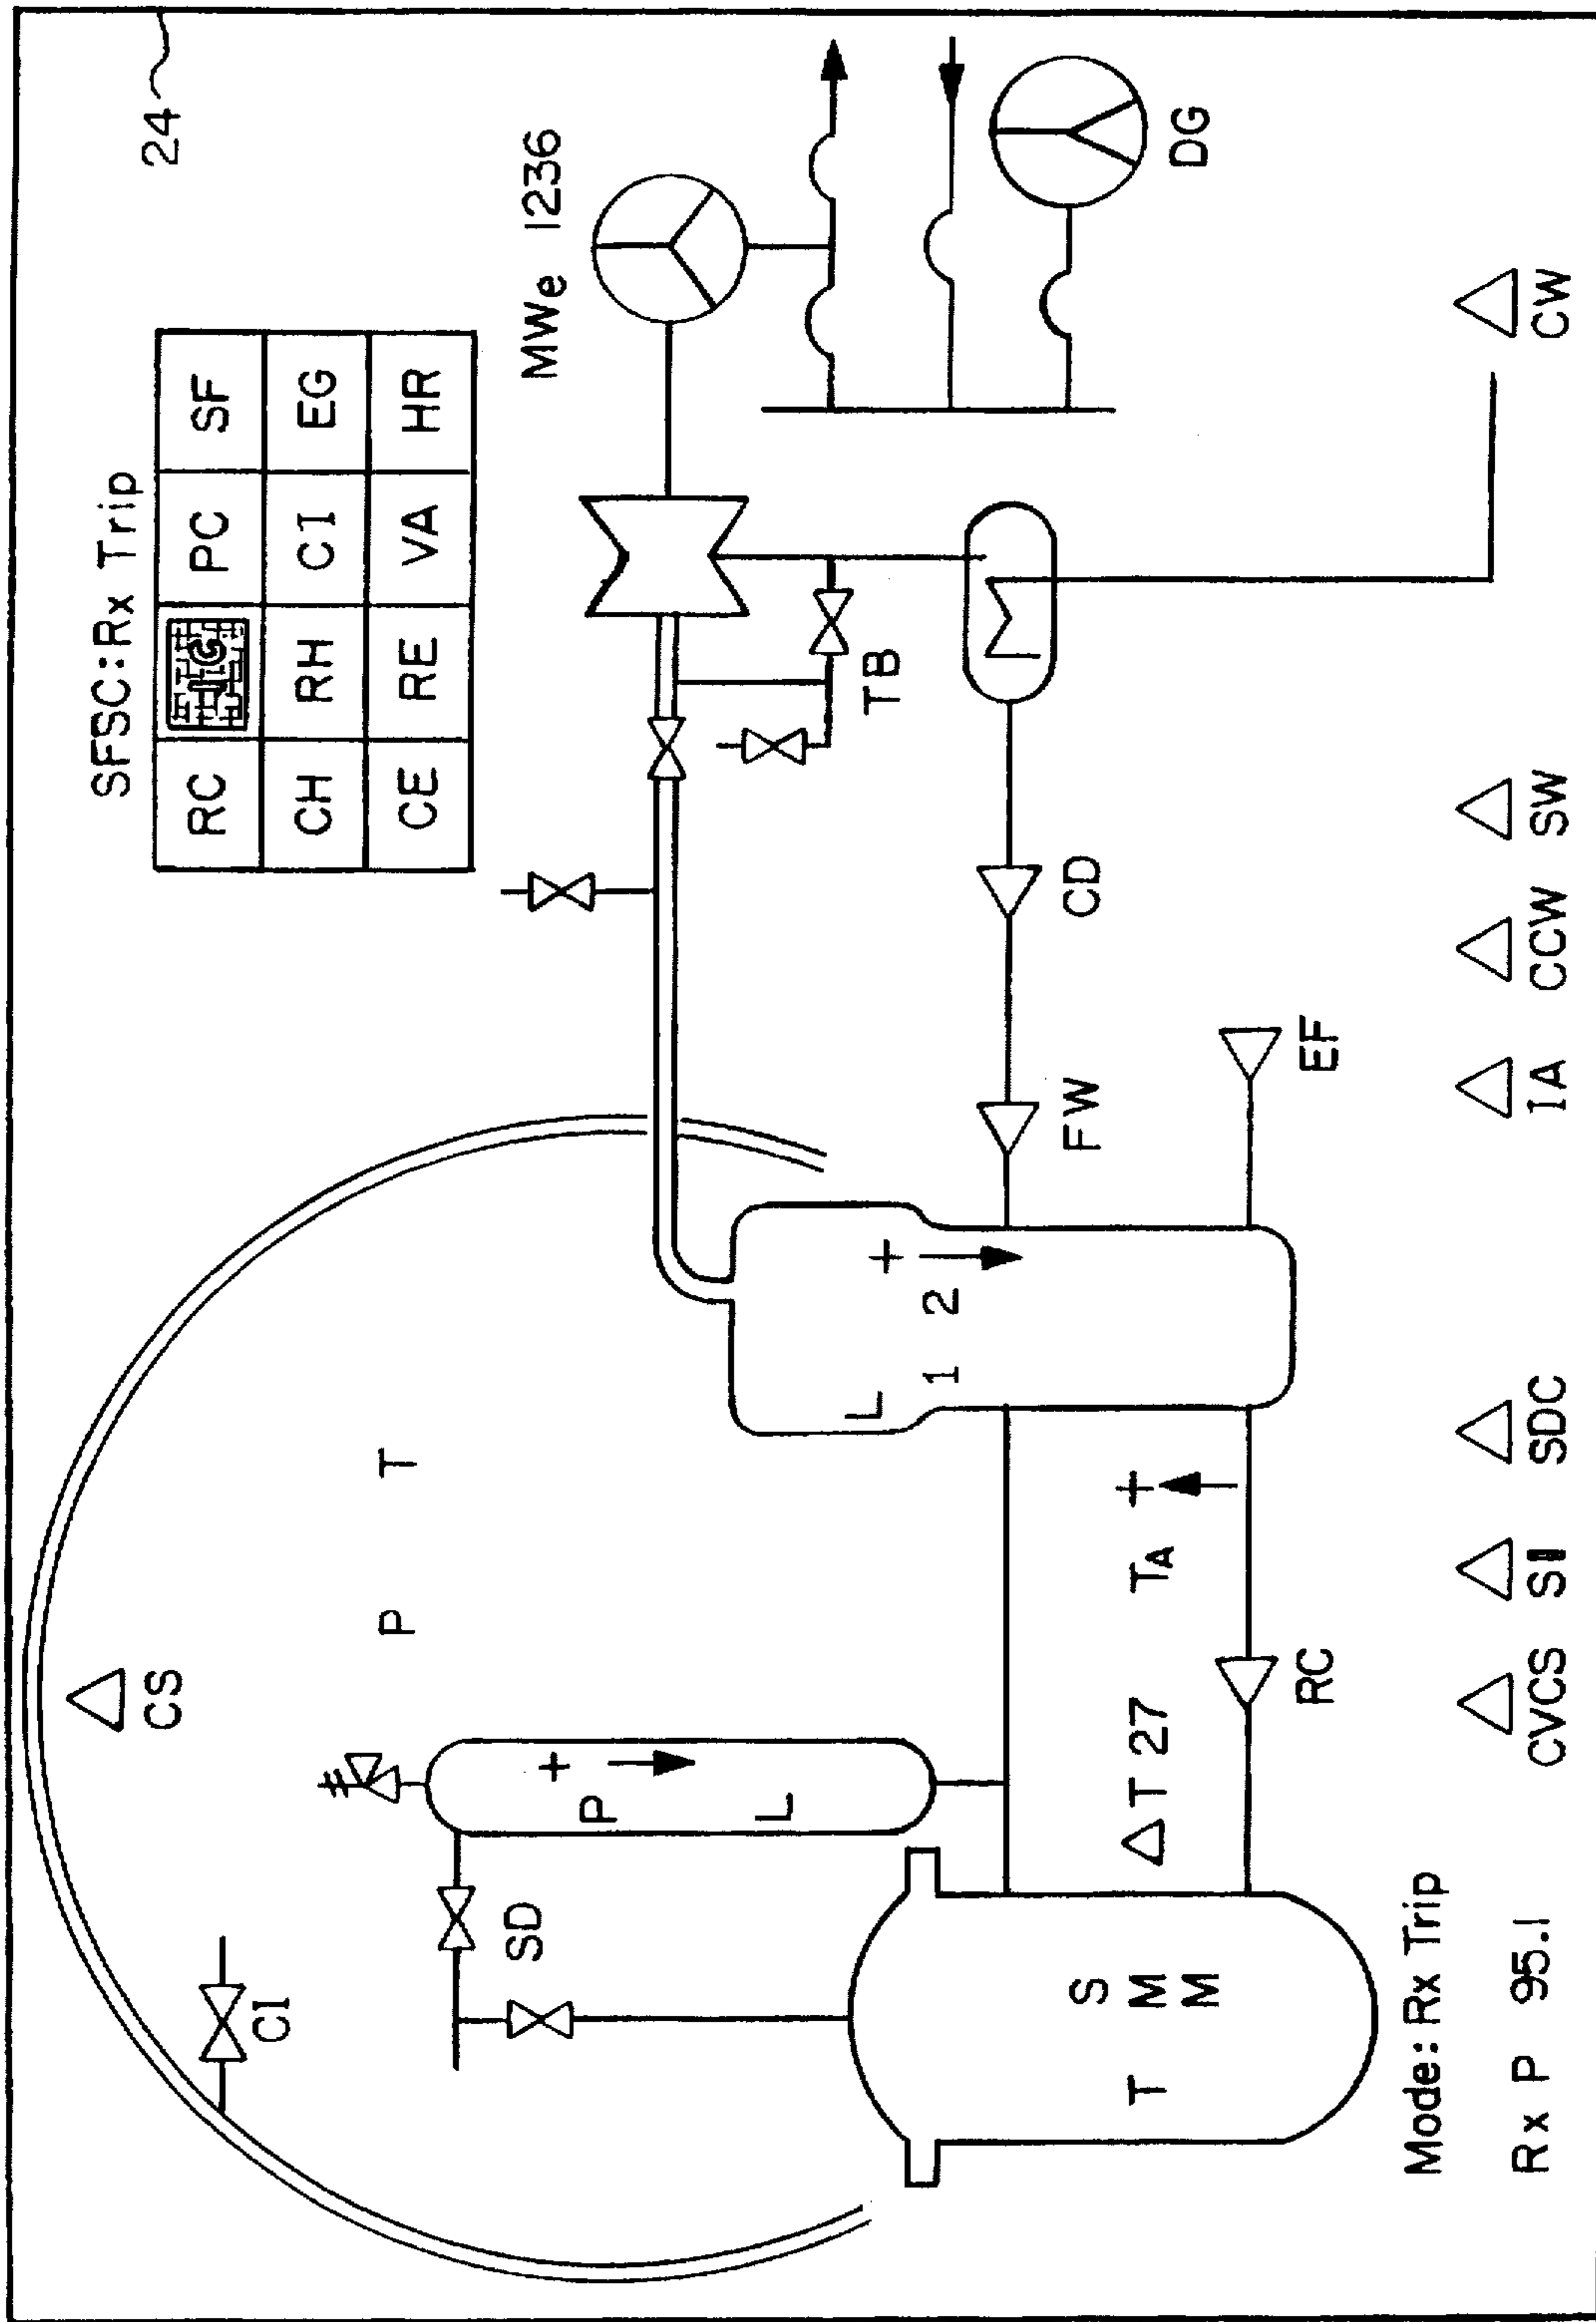 24
SFSC:Rx Trip
RC PC SF
CH RH CI EG
CE RE VA HR
CS
CI
P T
SD
MWe 1236
P
L
TB
DG
L
1 2
CD
FW
S
T M
M
T 27
TA
RC
EF
Mode: Rx Trip
Rx P 95.1
CVCS SI SDC IA CCW SW CW